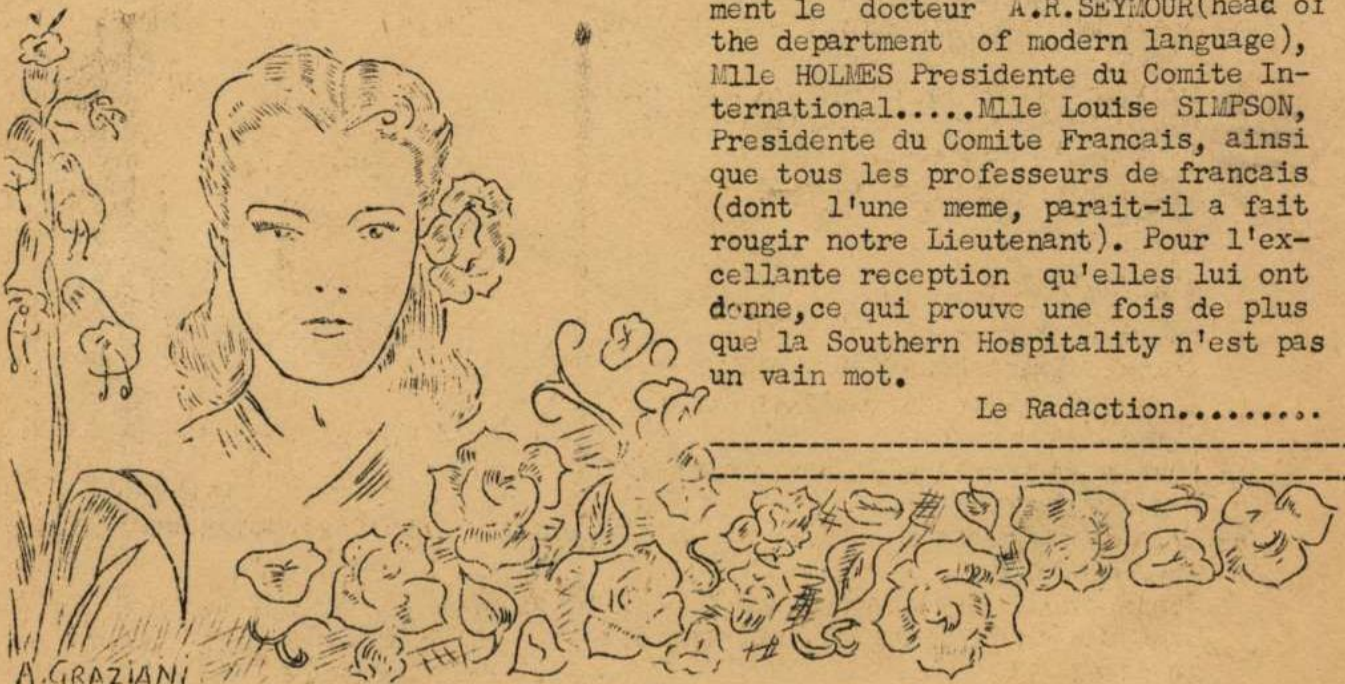 ment le docteur A.R.SEYMOUR(head of
the department of modern language),
Mlle HOLMES Presidente du Comite In-
ternational.....Mlle Louise SIMPSON,
Presidente du Comite Francais, ainsi
que tous les professeurs de francais
(dont l'une meme, parait-il a fait
rougir notre Lieutenant). Pour l'ex-
cellante reception qu'elles lui ont
donne,ce qui prouve une fois de plus
que la Southern Hospitality n'est pas
un vain mot.
Le Radaction.........
A.GRAZIANI